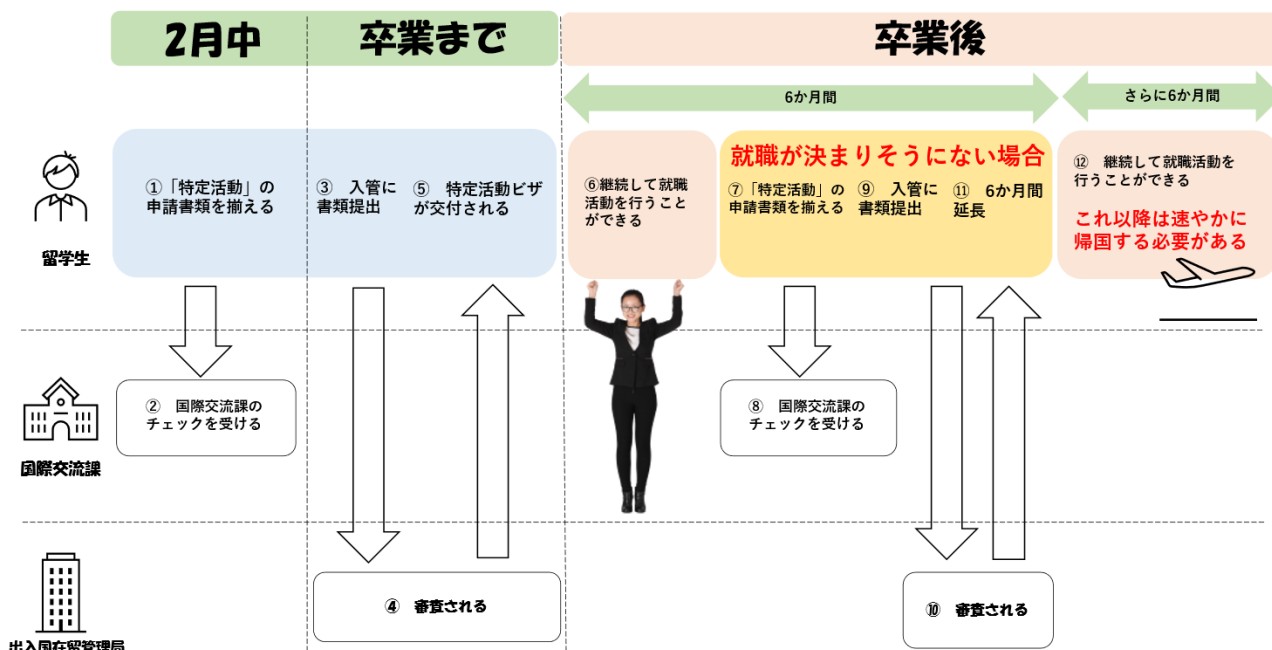 2月中
卒業まで
卒業後
6か月間
さらに6か月間
留学生
①「特定活動」の
申請書類を揃える
③　入管に
書類提出
⑤　特定活動ビザ
が交付される
⑥継続して就職
活動を行うこと
ができる
就職が決まりそうにない場合
⑦「特定活動」の
申請書類を揃える
⑨　入管に
書類提出
⑪　6か月間
延長
⑫　継続して就職活動を
行うことができる
これ以降は速やかに
帰国する必要がある
国際交流課
②　国際交流課の
チェックを受ける
⑧　国際交流課の
チェックを受ける
出入国在留管理局
④　審査される
⑩　審査される